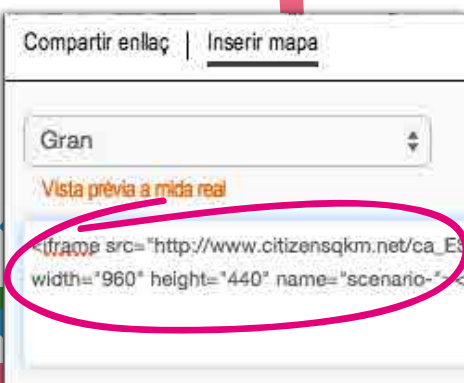 Compartir enllaç | Inserir mapa
Gran
Vista prèvia a mida real
<iframe src="http://www.citizensqkm.net/ca_ES
width="960" height="440" name="scenario-"><